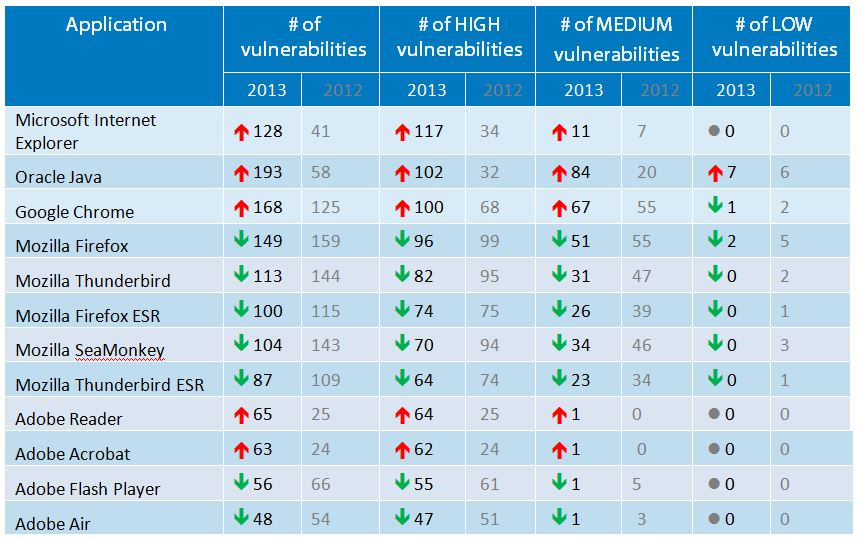 Application # of vulnerabilities # of HIGH vulnerabilities # of MEDIUM vulnerabilities # of LOW vulnerabilities
2013 2012 2013 2012 2013 2012 2013 2012
Microsoft Internet Explorer 128 41 117 34 11 7 0 0
Oracle Java 193 58 102 32 84 20 7 6
Google Chrome 168 125 100 68 67 55 1 2
Mozilla Firefox 149 159 96 99 51 55 2 5
Mozilla Thunderbird 113 144 82 95 31 47 0 2
Mozilla Firefox ESR 100 115 74 75 26 39 0 1
Mozilla SeaMonkey 104 143 70 94 34 46 0 3
Mozilla Thunderbird ESR 87 109 64 74 23 34 0 1
Adobe Reader 65 25 64 25 1 0 0 0
Adobe Acrobat 63 24 62 24 1 0 0 0
Adobe Flash Player 56 66 55 61 1 5 0 0
Adobe Air 48 54 47 51 1 3 0 0